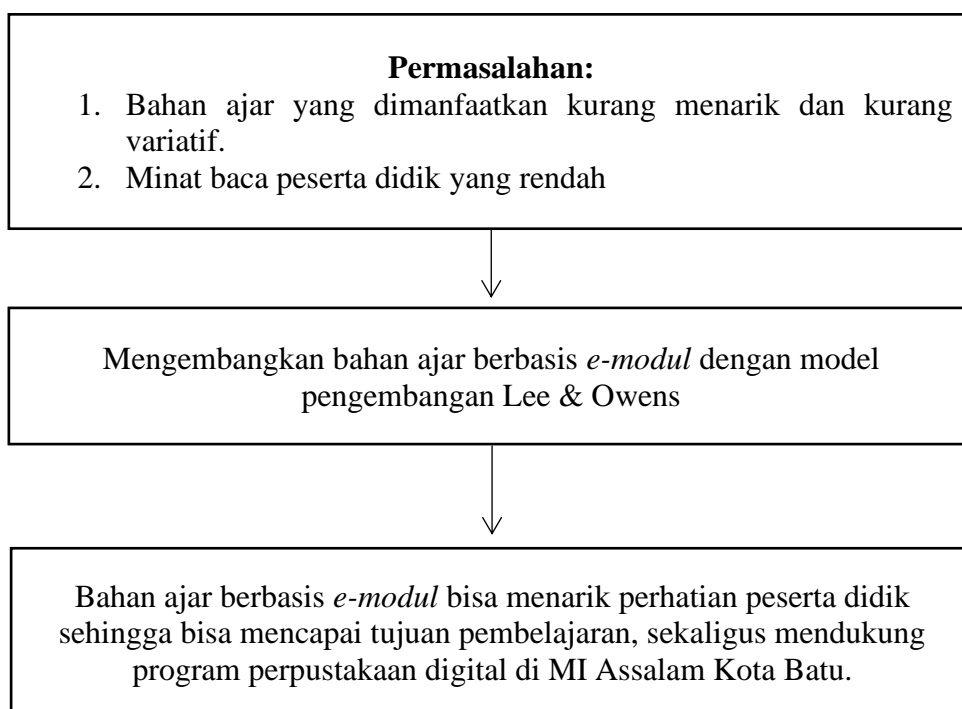 Permasalahan:
1. Bahan ajar yang dimanfaatkan kurang menarik dan kurang
variatif.
2. Minat baca peserta didik yang rendah
Mengembangkan bahan ajar berbasis e-modul dengan model
pengembangan Lee & Owens
Bahan ajar berbasis e-modul bisa menarik perhatian peserta didik
sehingga bisa mencapai tujuan pembelajaran, sekaligus mendukung
program perpustakaan digital di MI Assalam Kota Batu.